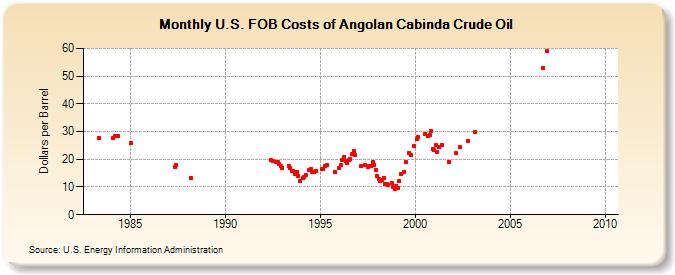 Monthly U.S. FOB Costs of Angolan Cabinda Crude Oil
Dollars per Barrel
60
50
40
30
20
10
0
1985 1990 1995 2000 2005 2010
Source: U.S. Energy Information Administration